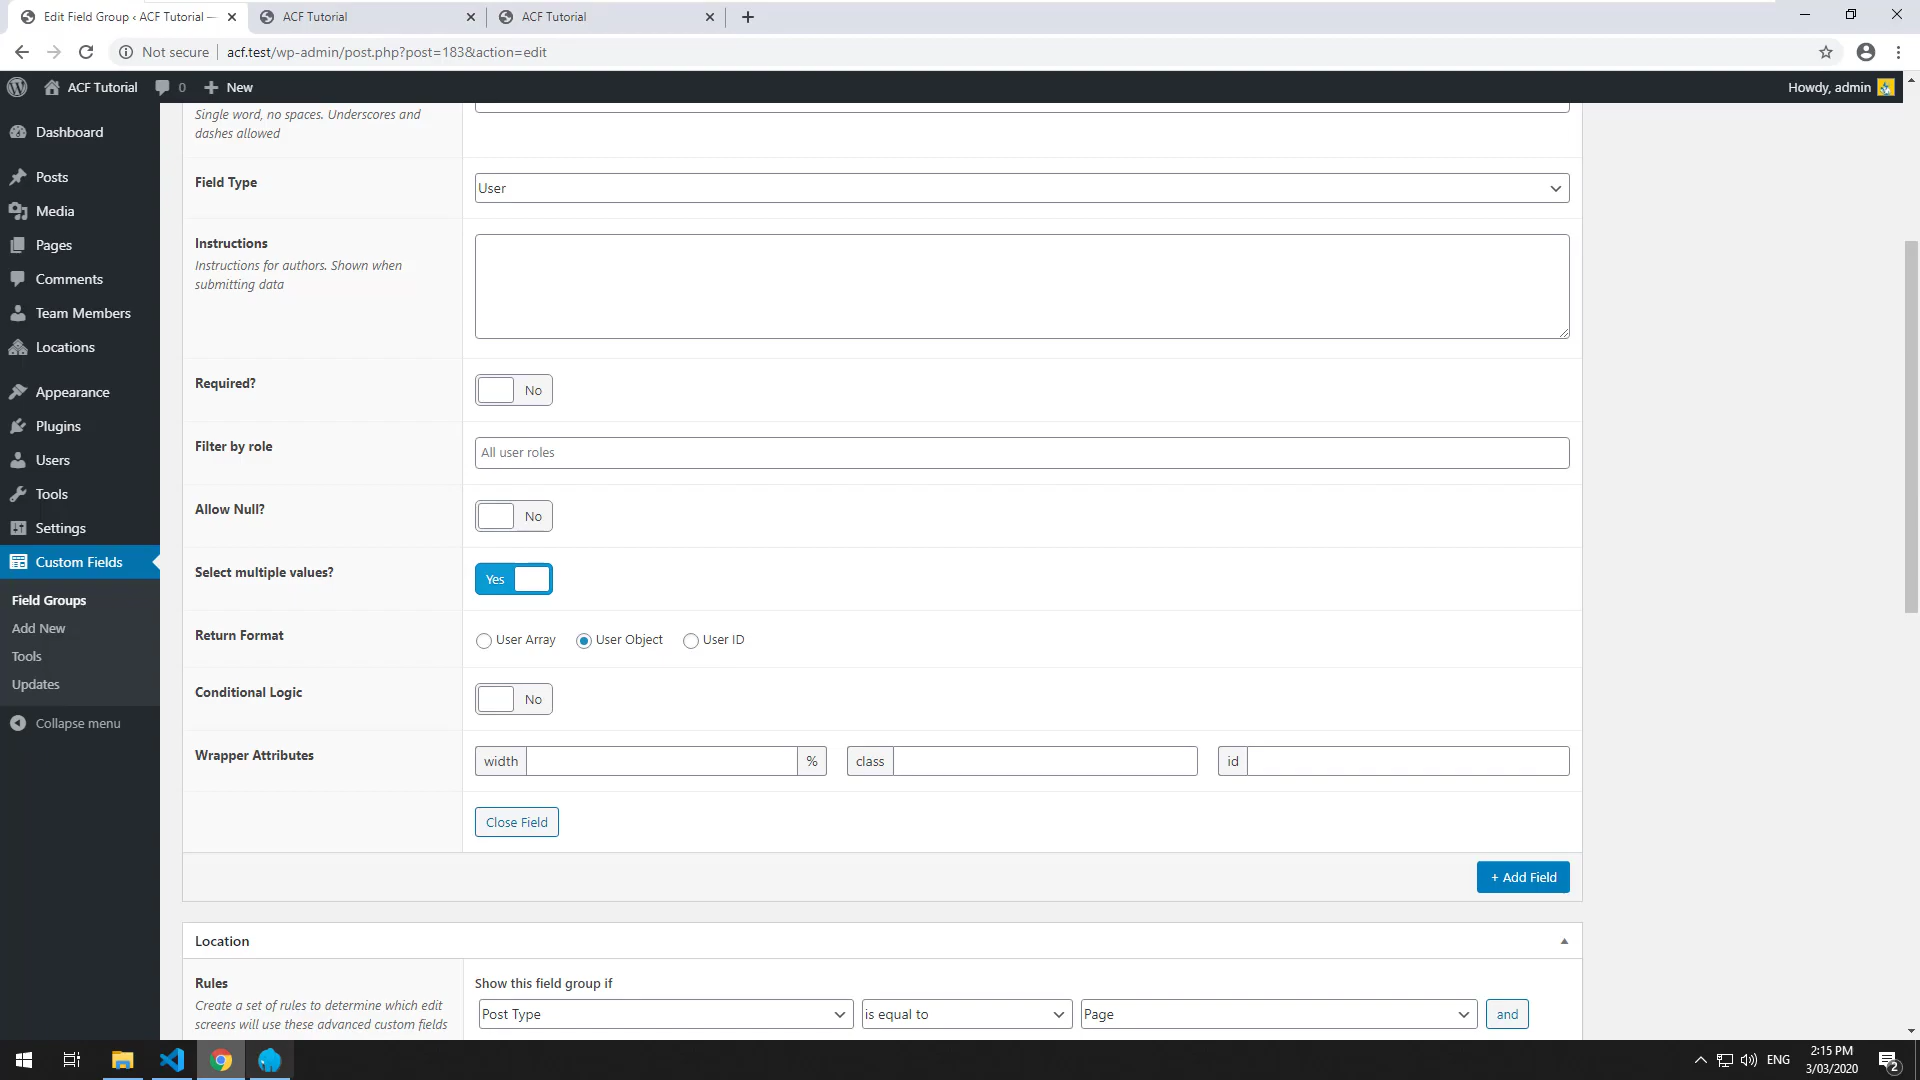 Edit Field Group ‹ ACF Tutorial —
ACF Tutorial
ACF Tutorial
Not secure
acf.test/wp-admin/post.php?post=183&action=edit
ACF Tutorial
0
New
Howdy, admin
Dashboard
Posts
Media
Pages
Comments
Team Members
Locations
Appearance
Plugins
Users
Tools
Settings
Custom Fields
Field Groups
Add New
Tools
Updates
Collapse menu
Single word, no spaces. Underscores and
dashes allowed
Field Type
User
Instructions
Instructions for authors. Shown when
submitting data
Required?
No
Filter by role
All user roles
Allow Null?
No
Select multiple values?
Yes
Return Format
User Array
User Object
User ID
Conditional Logic
No
Wrapper Attributes
width
%
class
id
Close Field
+ Add Field
Location
Rules
Create a set of rules to determine which edit
screens will use these advanced custom fields
Show this field group if
Post Type
is equal to
Page
and
ENG
2:15 PM
3/03/2020
2